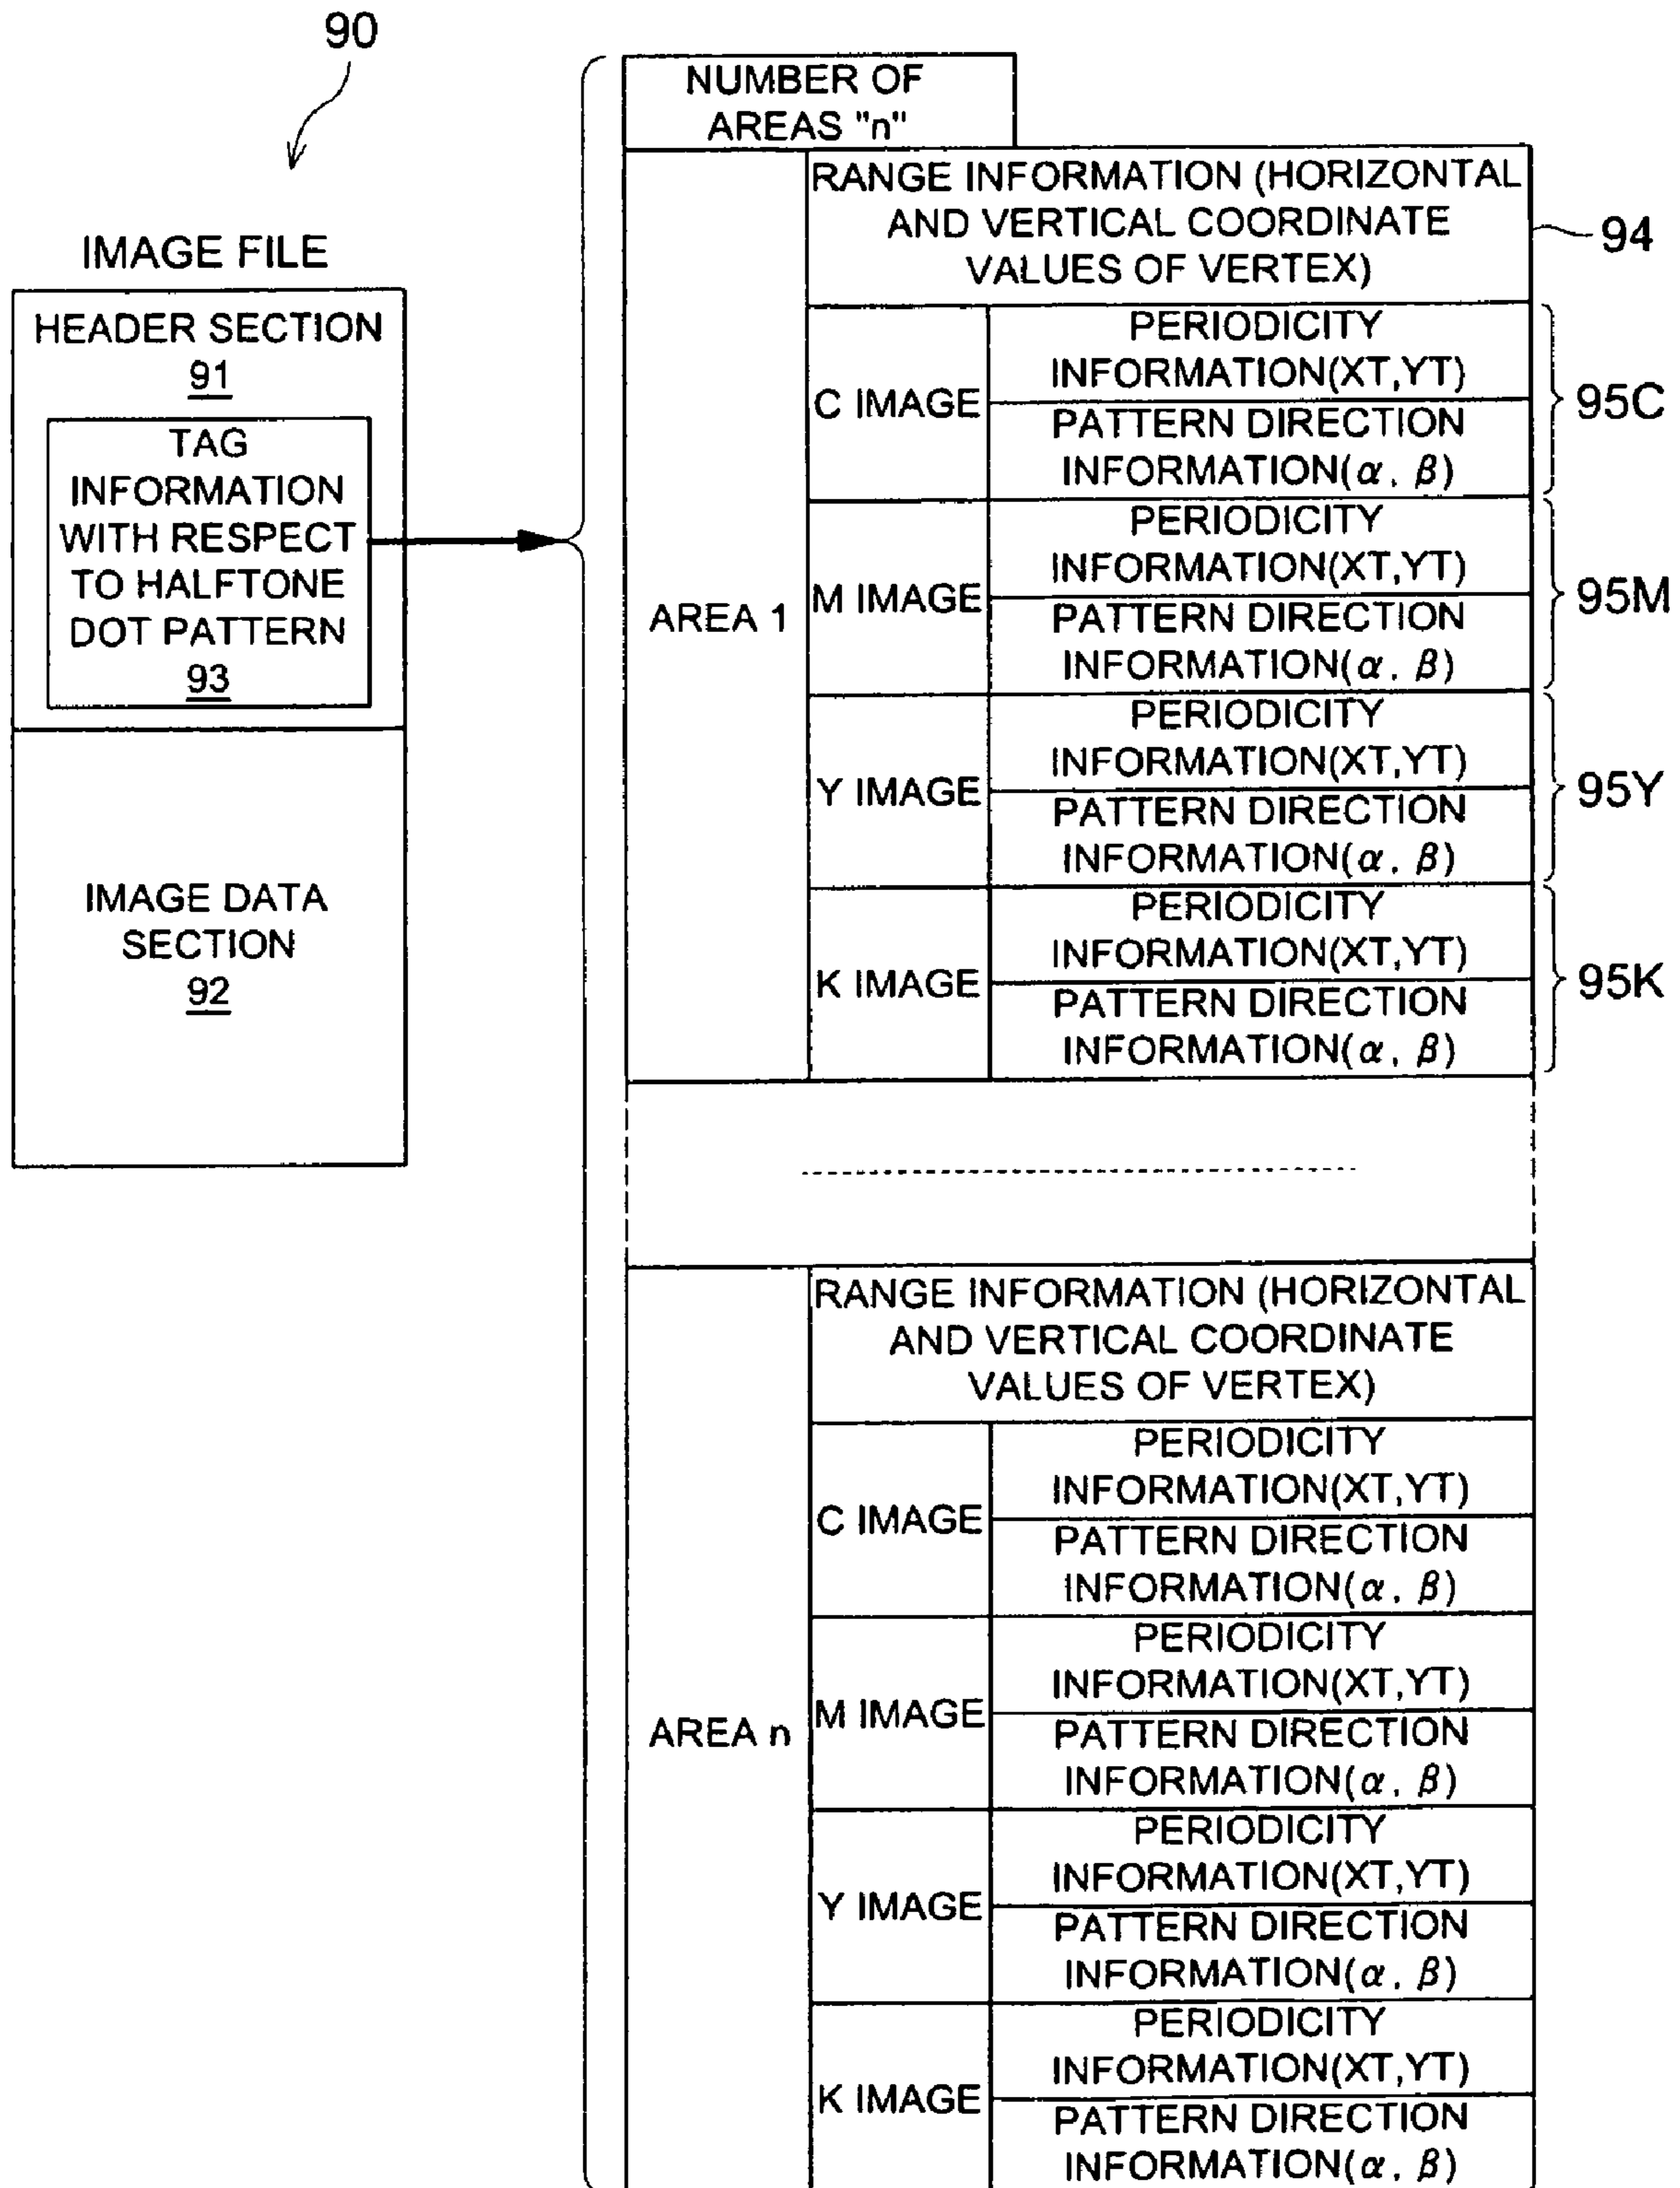 90
IMAGE FILE
HEADER SECTION
91
TAG
INFORMATION
WITH RESPECT
TO HALFTONE
DOT PATTERN
93
IMAGE DATA
SECTION
92
NUMBER OF
AREAS "n"
AREA 1
RANGE INFORMATION (HORIZONTAL
AND VERTICAL COORDINATE
VALUES OF VERTEX)
94
C IMAGE
PERIODICITY
INFORMATION(XT,YT)
PATTERN DIRECTION
INFORMATION(α, β)
95C
M IMAGE
PERIODICITY
INFORMATION(XT,YT)
PATTERN DIRECTION
INFORMATION(α, β)
95M
Y IMAGE
PERIODICITY
INFORMATION(XT,YT)
PATTERN DIRECTION
INFORMATION(α, β)
95Y
K IMAGE
PERIODICITY
INFORMATION(XT,YT)
PATTERN DIRECTION
INFORMATION(α, β)
95K
AREA n
RANGE INFORMATION (HORIZONTAL
AND VERTICAL COORDINATE
VALUES OF VERTEX)
C IMAGE
PERIODICITY
INFORMATION(XT,YT)
PATTERN DIRECTION
INFORMATION(α, β)
M IMAGE
PERIODICITY
INFORMATION(XT,YT)
PATTERN DIRECTION
INFORMATION(α, β)
Y IMAGE
PERIODICITY
INFORMATION(XT,YT)
PATTERN DIRECTION
INFORMATION(α, β)
K IMAGE
PERIODICITY
INFORMATION(XT,YT)
PATTERN DIRECTION
INFORMATION(α, β)